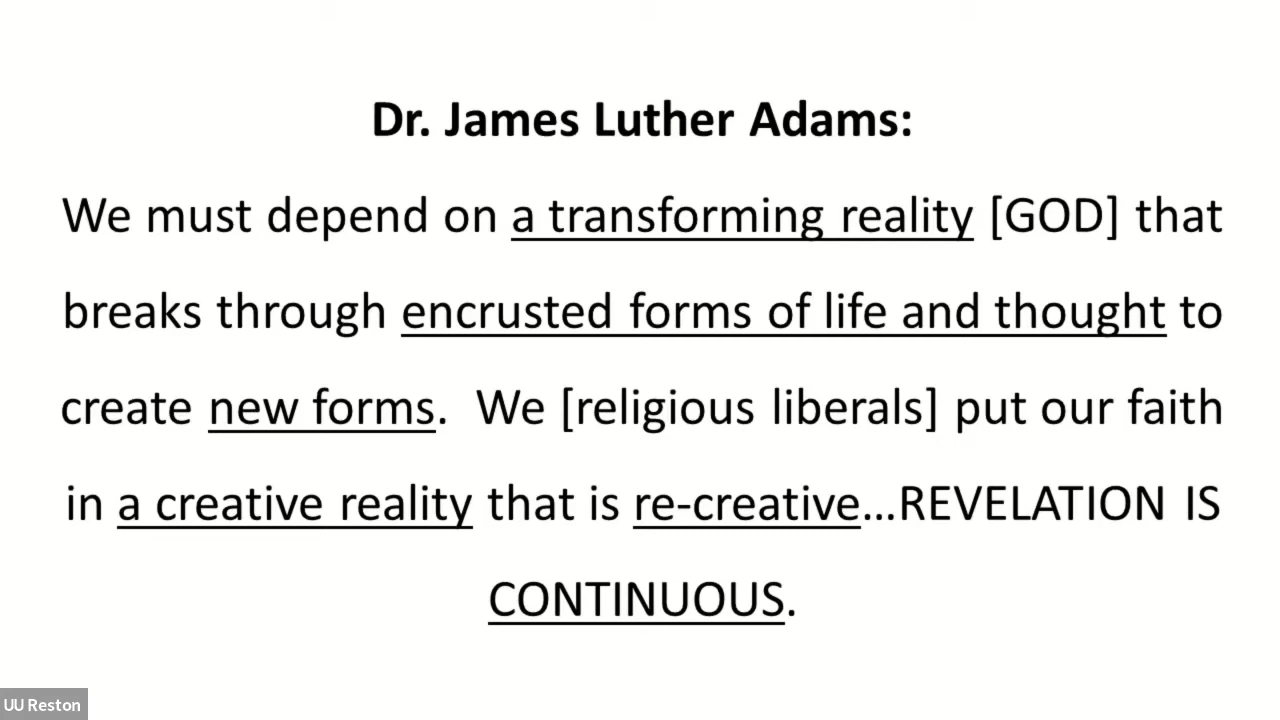 Dr. James Luther Adams:
We must depend on a transforming reality [GOD] that
breaks through encrusted forms of life and thought to
create new forms.  We [religious liberals] put our faith
in a creative reality that is re-creative…REVELATION IS
CONTINUOUS.
UU Reston